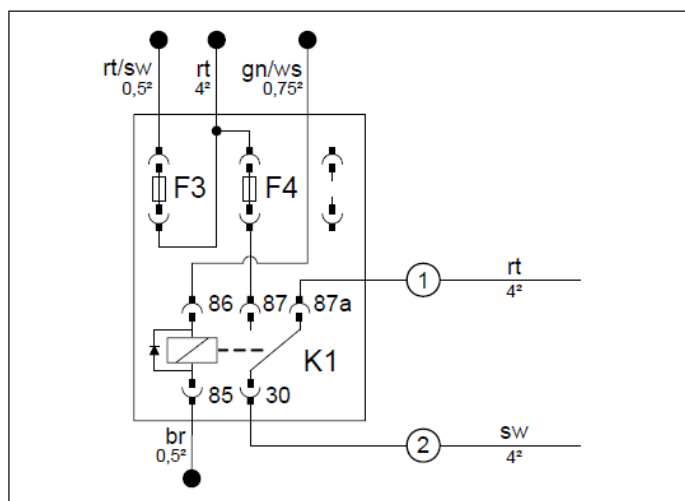 rt/sw
0,5²
rt
4²
gn/ws
0,75²
F3
F4
1
rt
4²
86
87
87a
K1
85
30
br
0,5²
2
sw
4²